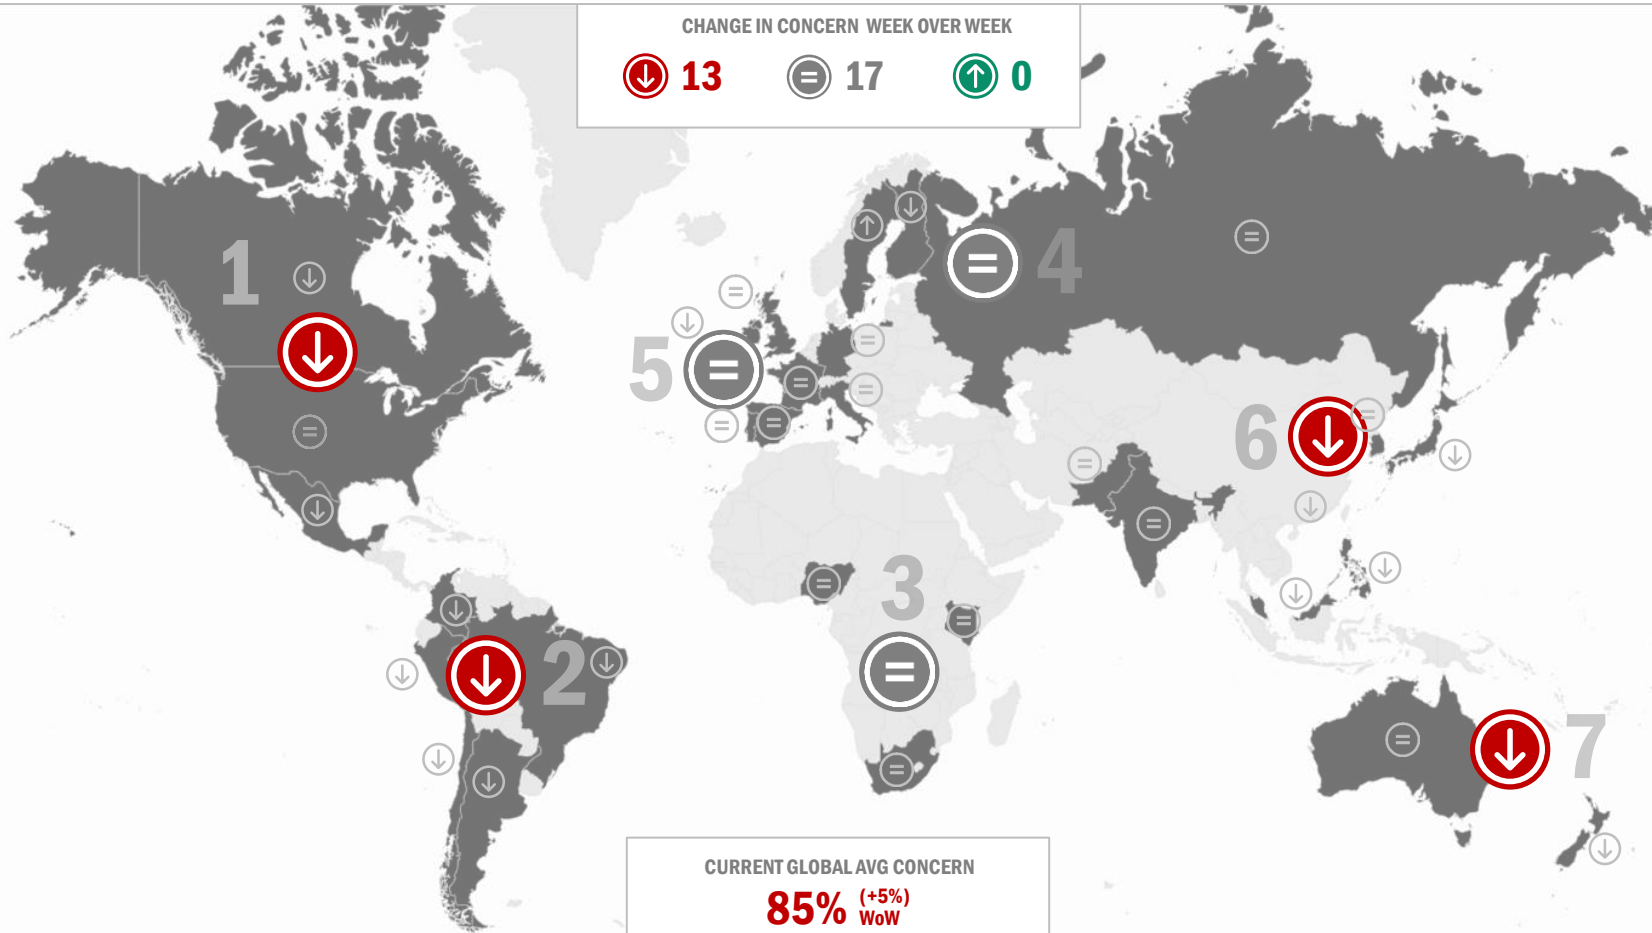 CHANGE IN CONCERN WEEK OVER WEEK
13 17 0
1
4
5
6
3
2
7
CURRENT GLOBAL AVG CONCERN
85% (+5%)
WoW